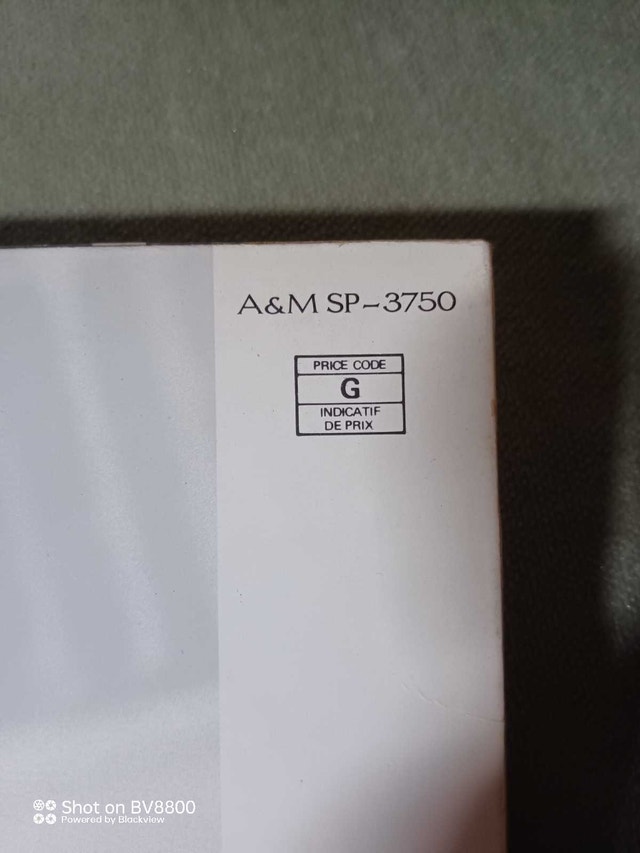 A&M SP-3750
PRICE CODE
G
INDICATIF
DE PRIX
Shot on BV8800
Powered by Blackview